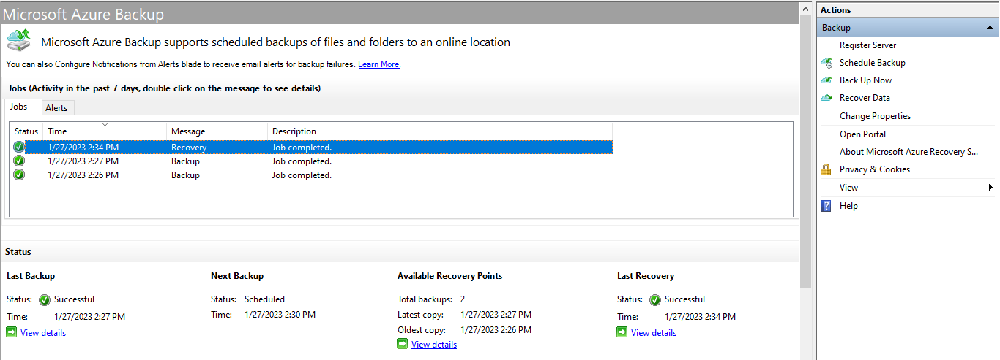 Microsoft Azure Backup
Microsoft Azure Backup supports scheduled backups of files and folders to an online location
You can also Configure Notifications from Alerts blade to receive email alerts for backup failures. Learn More.
Jobs (Activity in the past 7 days, double click on the message to see details)
Jobs Alerts
Status Time Message Description
1/27/2023 2:34 PM Recovery Job completed.
1/27/2023 2:27 PM Backup Job completed.
1/27/2023 2:26 PM Backup Job completed.
Status
Last Backup Next Backup Available Recovery Points Last Recovery
Status: Successful Status: Scheduled Total backups: 2 Status: Successful
Time: 1/27/2023 2:27 PM Time: 1/27/2023 2:30 PM Latest copy: 1/27/2023 2:27 PM Time: 1/27/2023 2:34 PM
View details Oldest copy: 1/27/2023 2:26 PM View details
View details
Actions
Backup
Register Server
Schedule Backup
Back Up Now
Recover Data
Change Properties
Open Portal
About Microsoft Azure Recovery S...
Privacy & Cookies
View
? Help